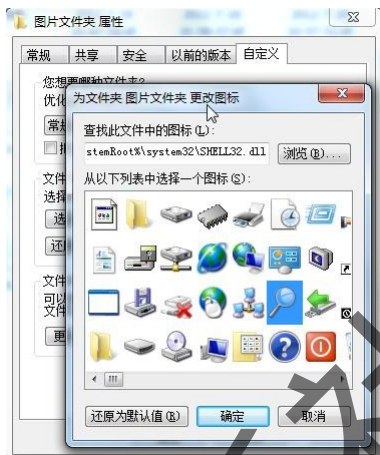 图片文件夹 属性
常规 共享 安全 以前的版本 自定义
您想要哪种文件夹?
优化
为文件夹 图片文件夹 更改图标
查找此文件中的图标(L):
stemRoot%\system32\SHELL32.dll 浏览(B)...
从以下列表中选择一个图标(S):
文件
选择
还
文件
可以
文件
更
还原为默认值(R) 确定 取消